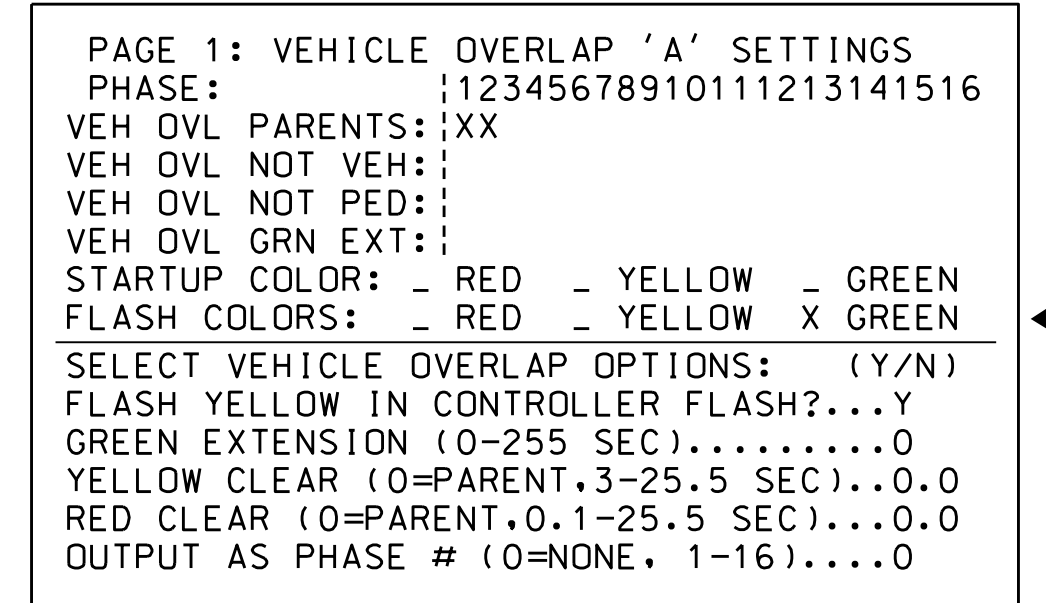 PAGE 1: VEHICLE OVERLAP 'A' SETTINGS
PHASE: ¦12345678910111213141516
VEH OVL PARENTS:¦XX
VEH OVL NOT VEH:¦
VEH OVL NOT PED:¦
VEH OVL GRN EXT:¦
STARTUP COLOR: _ RED _ YELLOW _ GREEN
FLASH COLORS: _ RED _ YELLOW X GREEN
SELECT VEHICLE OVERLAP OPTIONS: (Y/N)
FLASH YELLOW IN CONTROLLER FLASH?...Y
GREEN EXTENSION (0-255 SEC).........0
YELLOW CLEAR (0=PARENT,3-25.5 SEC)..0.0
RED CLEAR (0=PARENT,0.1-25.5 SEC)...0.0
OUTPUT AS PHASE # (0=NONE, 1-16)....0